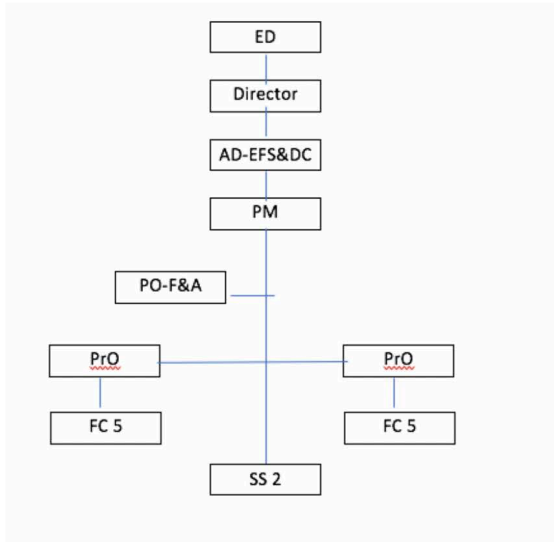 ED
Director
AD-EFS&DC
PM
PO-F&A
PrO
PrO
FC 5
FC 5
SS 2